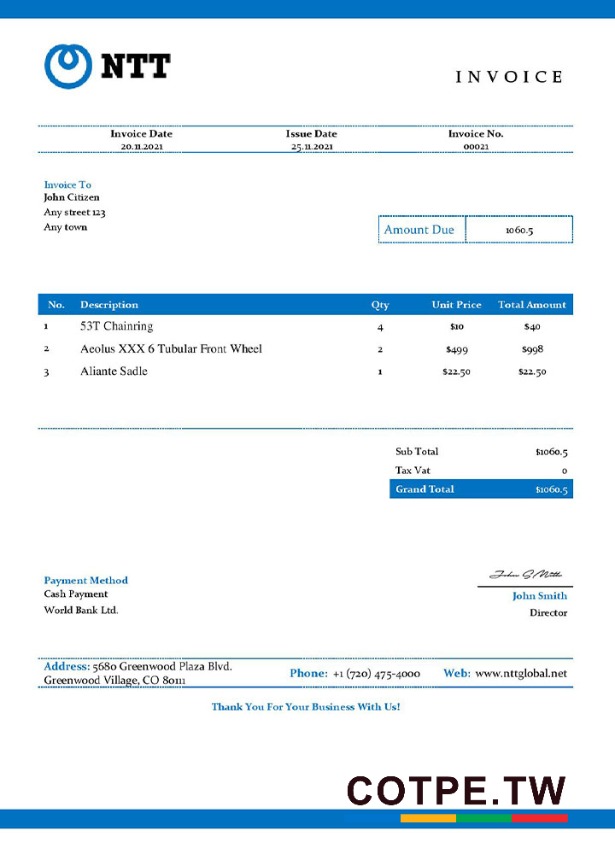 NTT
INVOICE
Invoice Date Issue Date Invoice No.
20.11.2021 25.11.2021 00021
Invoice To
John Citizen
Any street 123
Any town
Amount Due 1060.5
No. Description Qty Unit Price Total Amount
1 53T Chainring 4 $10 $40
2 Aeolus XXX 6 Tubular Front Wheel 2 $499 $998
3 Aliante Sadle 1 $22.50 $22.50
Sub Total $1060.5
Tax Vat 0
Grand Total $1060.5
Payment Method
Cash Payment
World Bank Ltd.
John Smith
Director
Address: 5680 Greenwood Plaza Blvd.
Greenwood Village, CO 80111
Phone: +1 (720) 475-4000 Web: www.nttglobal.net
Thank You For Your Business With Us!
COTPE.TW